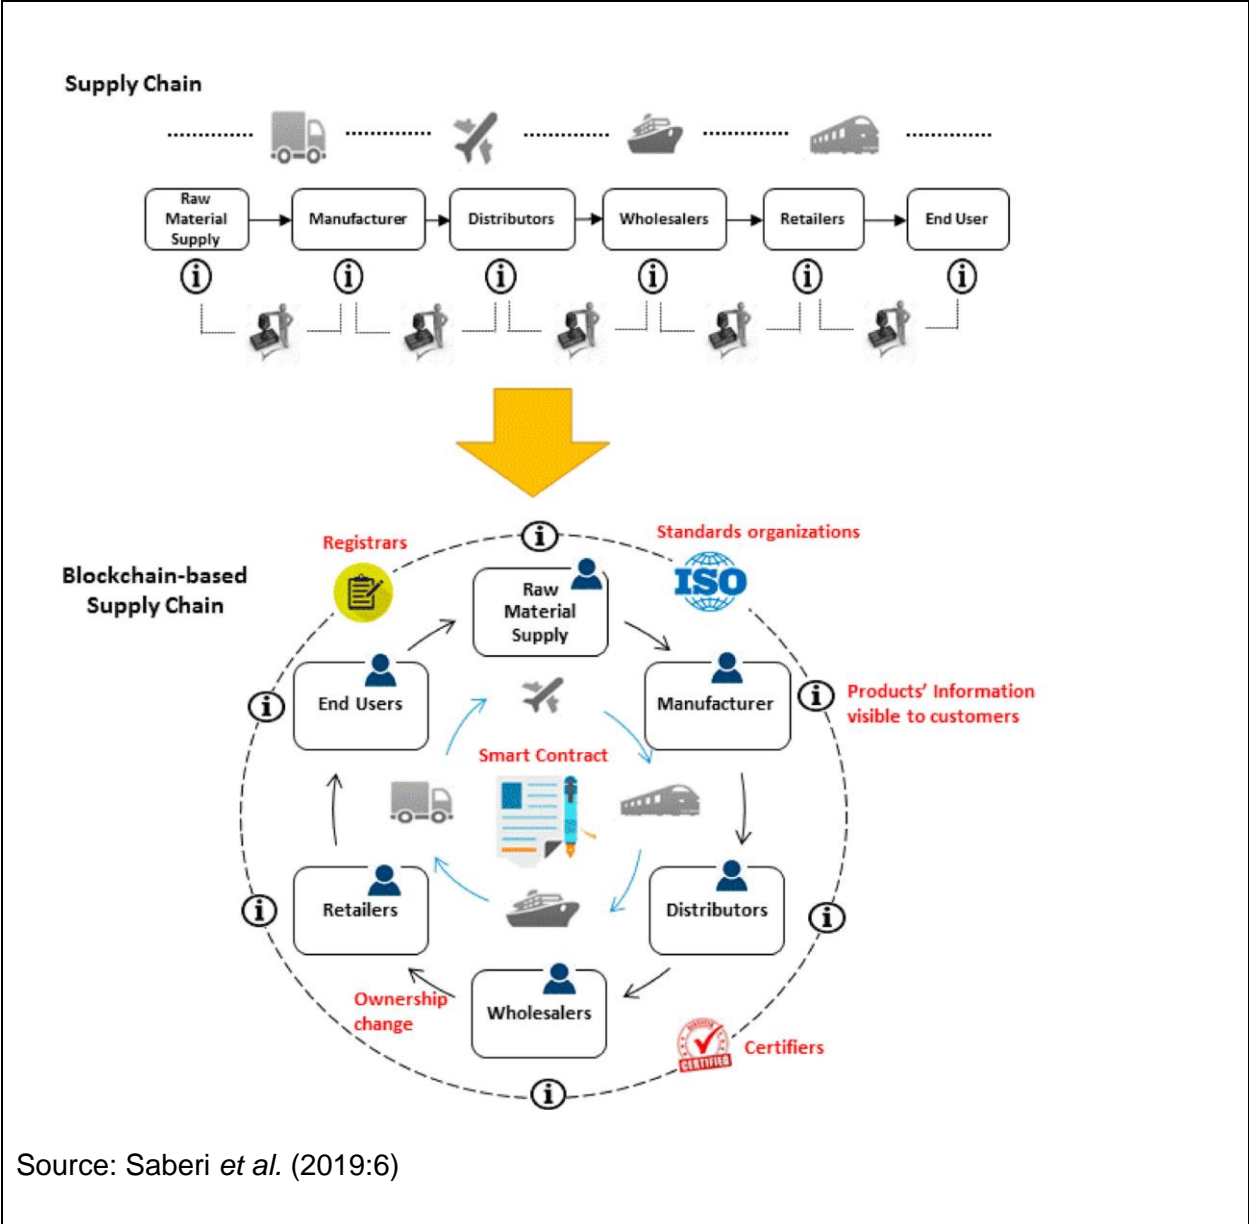 Supply Chain
Raw
Material
Supply
Manufacturer
Distributors
Wholesalers
Retailers
End User
i
i
i
i
i
i
i
Registrars
Standards organizations
Blockchain-based
Supply Chain
ISO
Raw
Material
Supply
End Users
Manufacturer
i
i
Products' Information
visible to customers
Smart Contract
Retailers
Distributors
i
i
Ownership
change
Wholesalers
CERTIFIED
Certifiers
i
Source: Saberi et al. (2019:6)